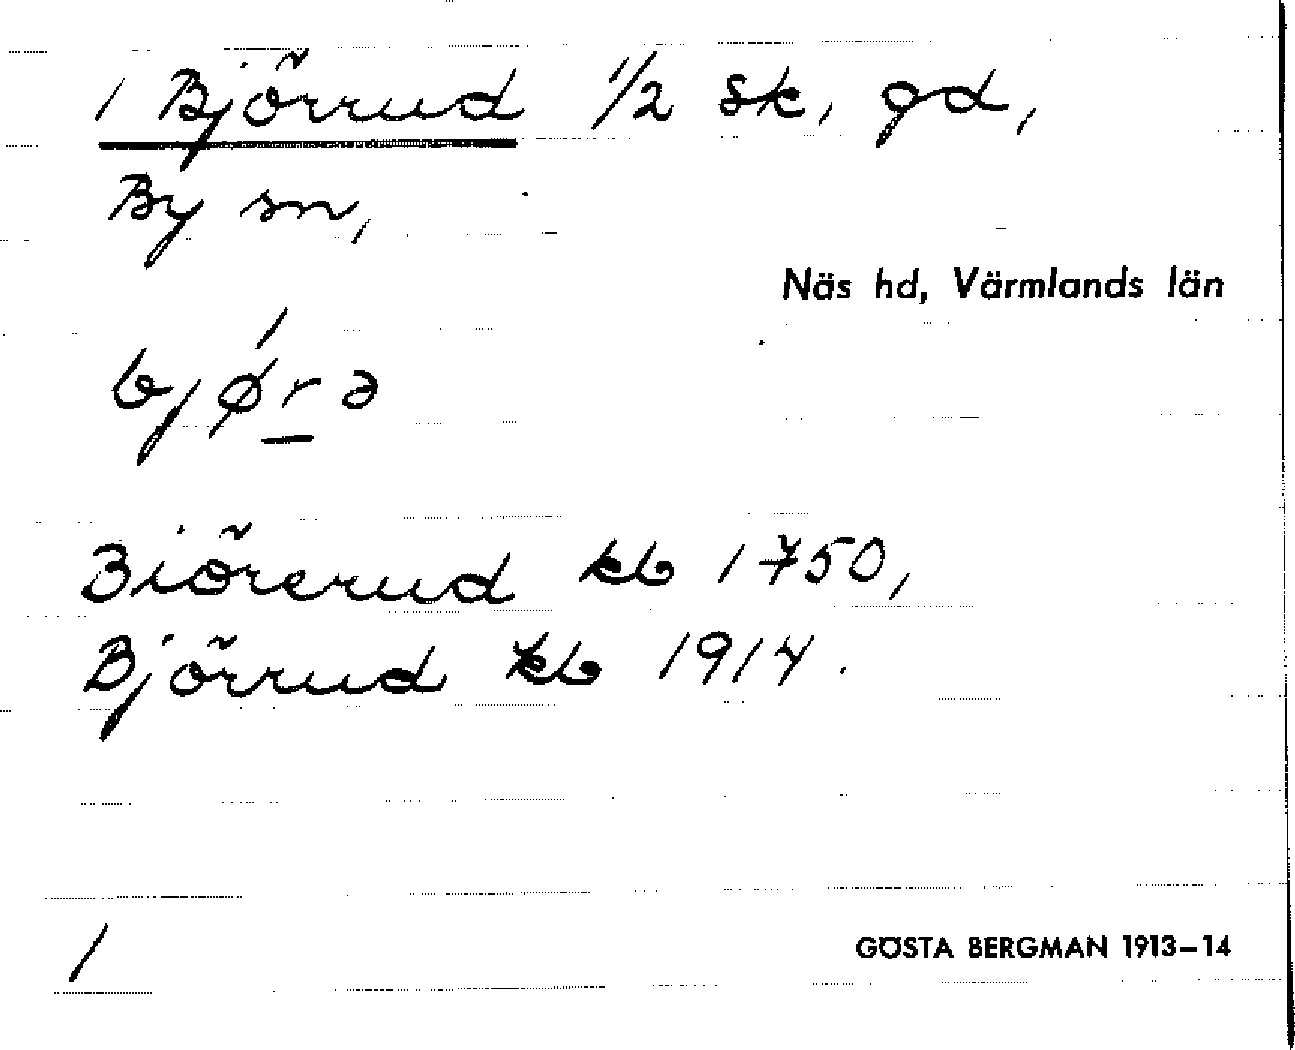 1 Björrud 1/2 sk, gd,
By sn,
Näs hd, Värmlands län
bjǿr̲ə
Biörerud kb 1750,
Björrud kb 1914.
1
GÖSTA BERGMAN 1913–14